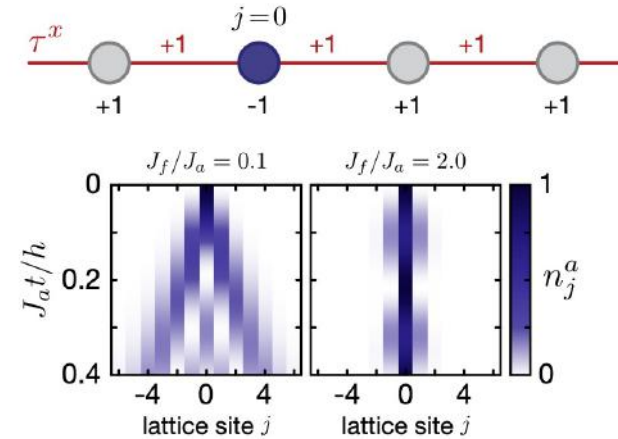 j=0
τˣ +1 +1 +1
+1 -1 +1 +1
J_f/J_a = 0.1 J_f/J_a = 2.0
0 1
0.2
0.4 0
J_a t/h
n_j^a
-4 0 4 -4 0 4
lattice site j lattice site j